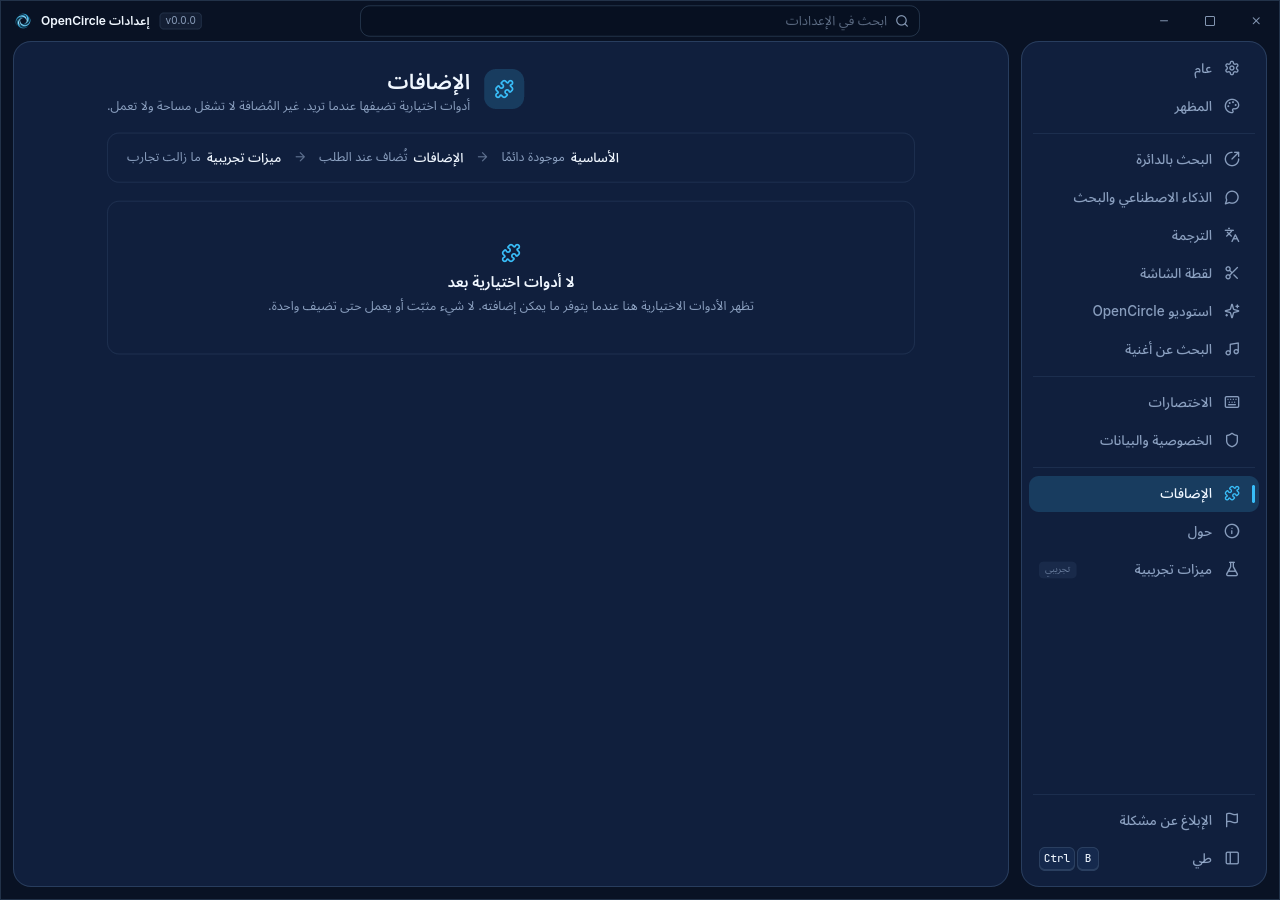 إعدادات OpenCircle
v0.0.0
ابحث في الإعدادات
عام
المظهر
البحث بالدائرة
الذكاء الاصطناعي والبحث
الترجمة
لقطة الشاشة
استوديو OpenCircle
البحث عن أغنية
الاختصارات
الخصوصية والبيانات
الإضافات
حول
ميزات تجريبية تجريبي
الإبلاغ عن مشكلة
طي Ctrl B
الإضافات
أدوات اختيارية تضيفها عندما تريد. غير المُضافة لا تشغل مساحة ولا تعمل.
الأساسية موجودة دائمًا → الإضافات تُضاف عند الطلب → ميزات تجريبية ما زالت تجارب
لا أدوات اختيارية بعد
تظهر الأدوات الاختيارية هنا عندما يتوفر ما يمكن إضافته. لا شيء مثبّت أو يعمل حتى تضيف واحدة.